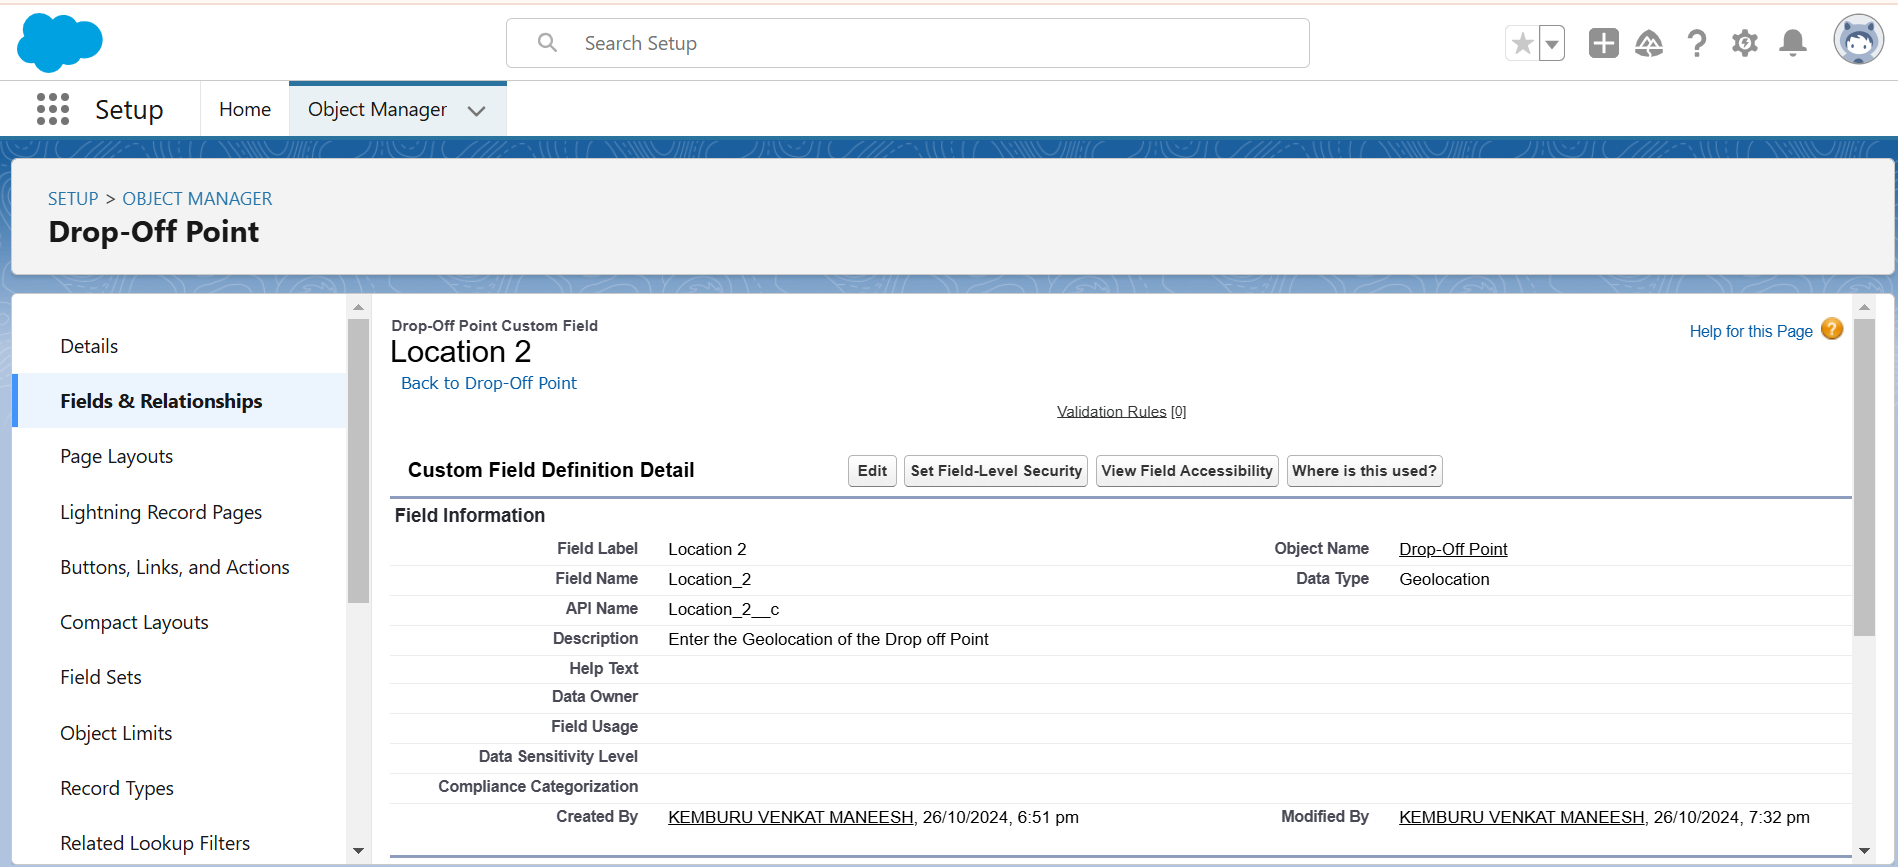 Search Setup
Setup
Home
Object Manager
SETUP > OBJECT MANAGER
Drop-Off Point
Details
Fields & Relationships
Page Layouts
Lightning Record Pages
Buttons, Links, and Actions
Compact Layouts
Field Sets
Object Limits
Record Types
Related Lookup Filters
Drop-Off Point Custom Field
Location 2
Back to Drop-Off Point
Help for this Page ?
Validation Rules [0]
Custom Field Definition Detail Edit Set Field-Level Security View Field Accessibility Where is this used?
Field Information
Field Label Location 2 Object Name Drop-Off Point
Field Name Location_2 Data Type Geolocation
API Name Location_2__c
Description Enter the Geolocation of the Drop off Point
Help Text
Data Owner
Field Usage
Data Sensitivity Level
Compliance Categorization
Created By KEMBURU VENKAT MANEESH, 26/10/2024, 6:51 pm Modified By KEMBURU VENKAT MANEESH, 26/10/2024, 7:32 pm